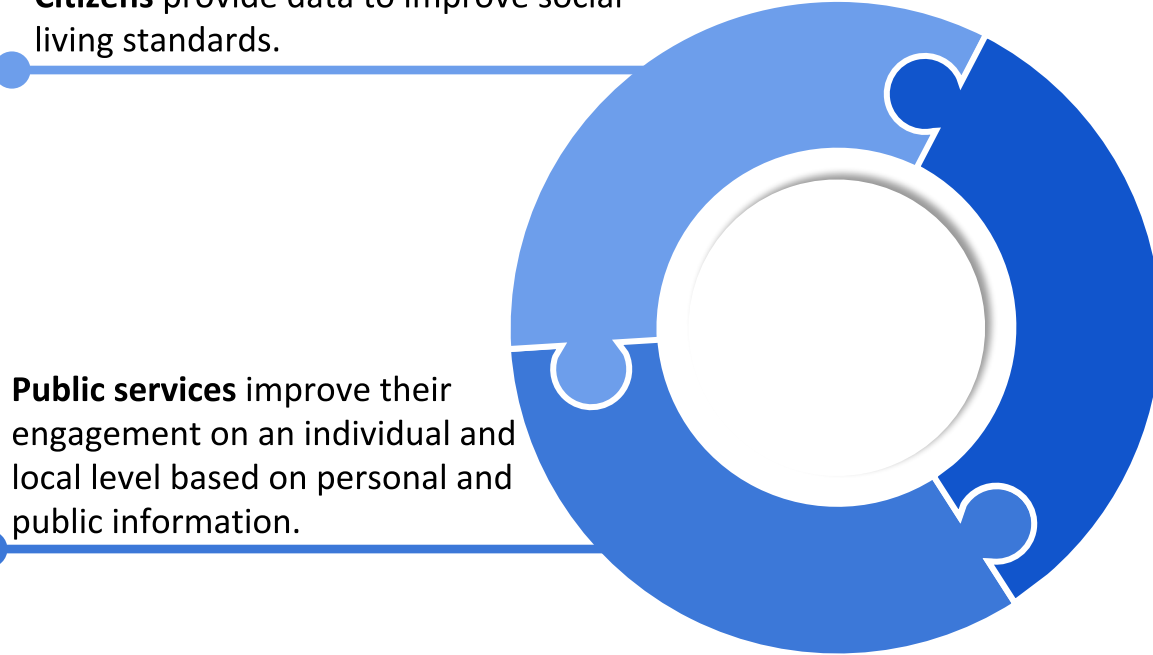 Citizens provide data to improve social
living standards.
Public services improve their
engagement on an individual and
local level based on personal and
public information.